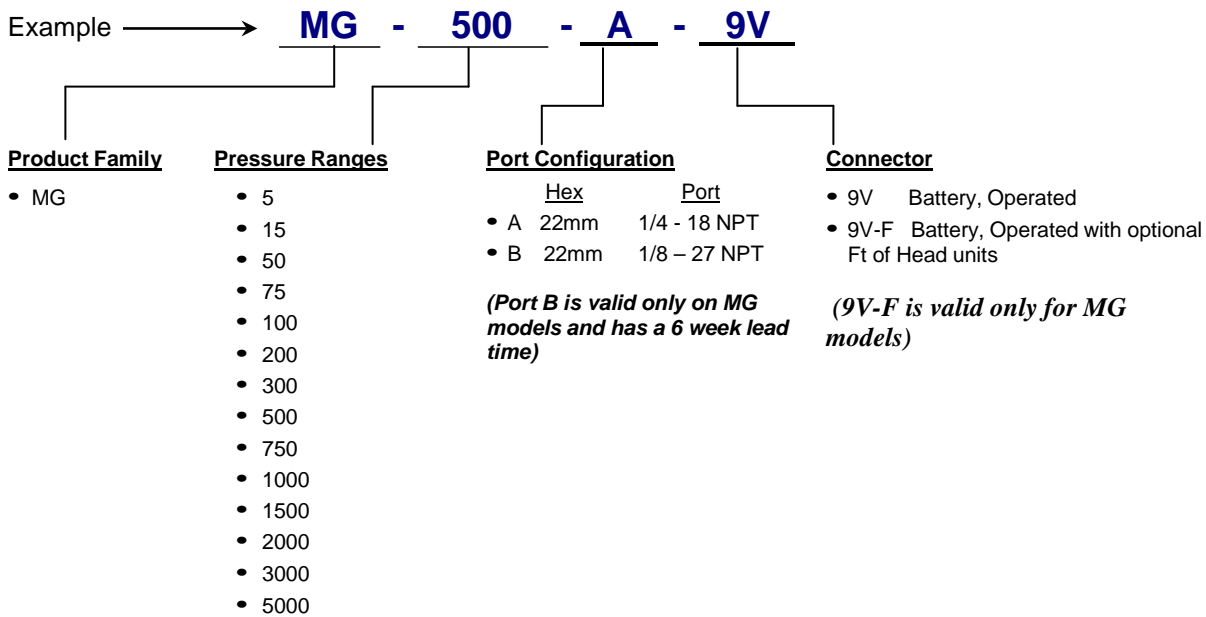 Example MG - 500 - A - 9V
Product Family
• MG
Pressure Ranges
• 5
• 15
• 50
• 75
• 100
• 200
• 300
• 500
• 750
• 1000
• 1500
• 2000
• 3000
• 5000
Port Configuration
Hex Port
• A 22mm 1/4 - 18 NPT
• B 22mm 1/8 – 27 NPT
(Port B is valid only on MG
models and has a 6 week lead
time)
Connector
• 9V Battery, Operated
• 9V-F Battery, Operated with optional
Ft of Head units
(9V-F is valid only for MG
models)